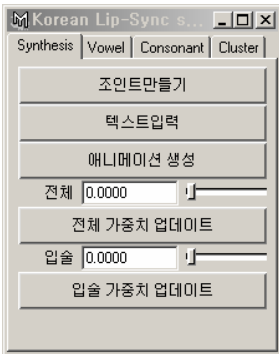 Korean Lip-Sync s...
Synthesis Vowel Consonant Cluster
조인트만들기
텍스트입력
애니메이션 생성
전체 0.0000
전체 가중치 업데이트
입술 0.0000
입술 가중치 업데이트